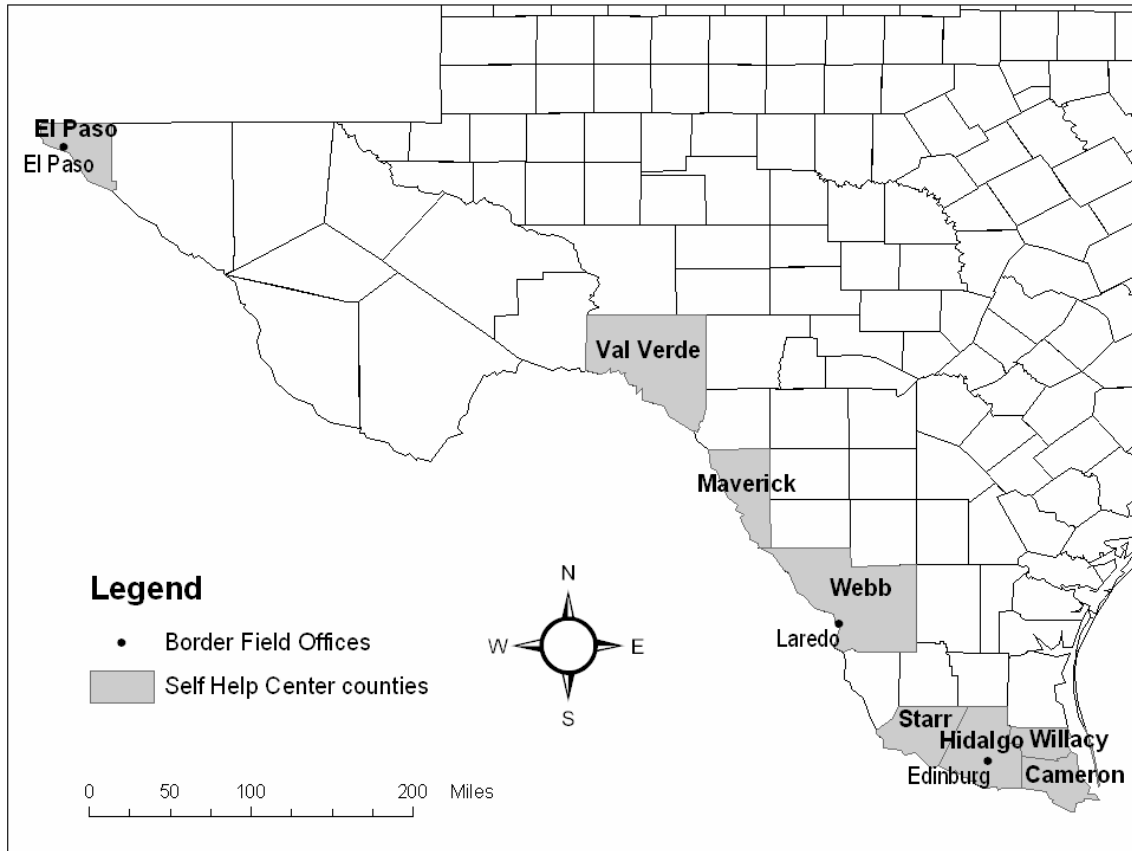 El Paso
El Paso
Val Verde
Maverick
Webb
Laredo
Starr
Hidalgo Willacy
Edinburg
Cameron
Legend
Border Field Offices
Self Help Center counties
N
W E
S
0 50 100 200 Miles